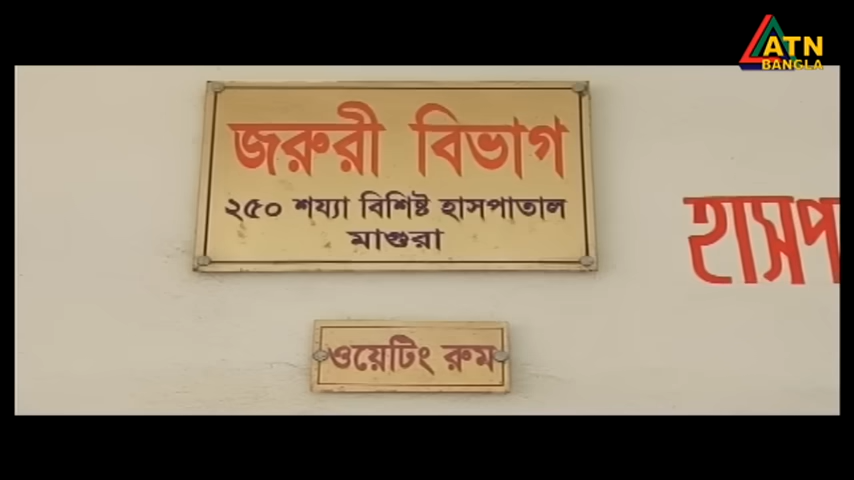 ATN
BANGLA
জরুরী বিভাগ
২৫০ শয্যা বিশিষ্ট হাসপাতাল
মাগুরা
ওয়েটিং রুম